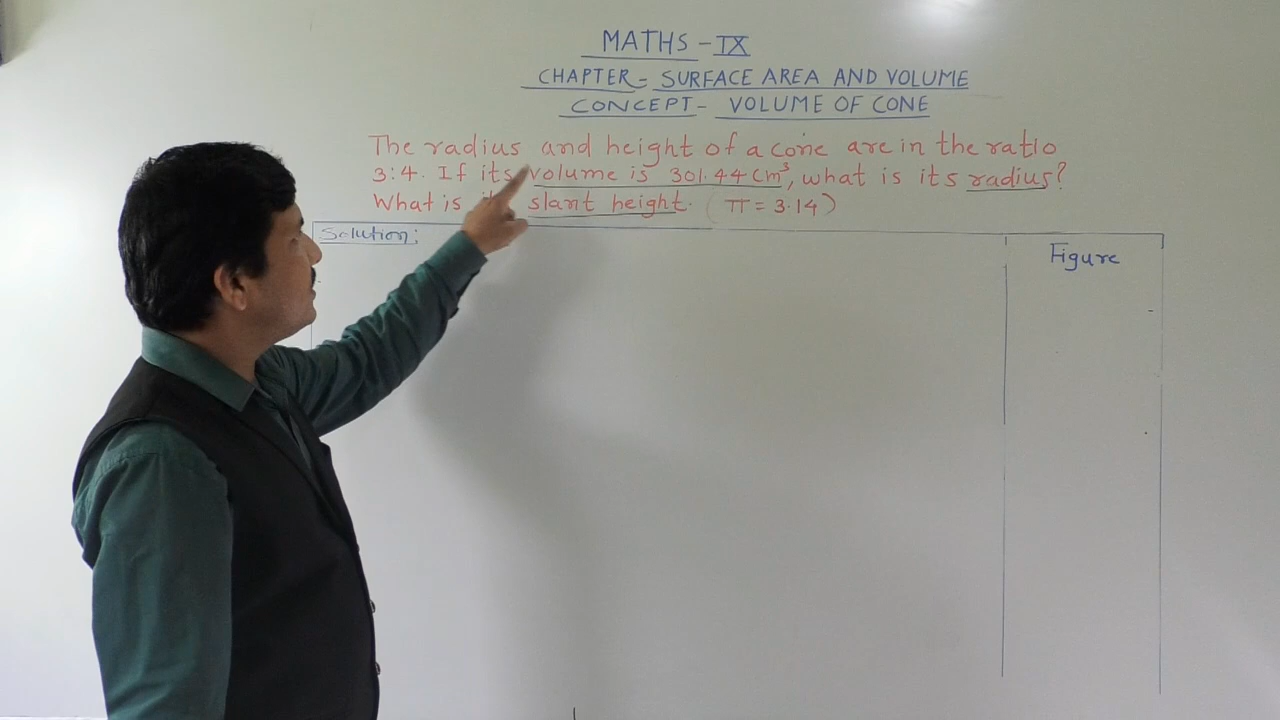 MATHS - IX
CHAPTER - SURFACE AREA AND VOLUME
CONCEPT - VOLUME OF CONE
The radius and height of a cone are in the ratio
3:4. If its volume is 301.44 cm³, what is its radius?
What is slant height. (π = 3.14)
Solution:
Figure